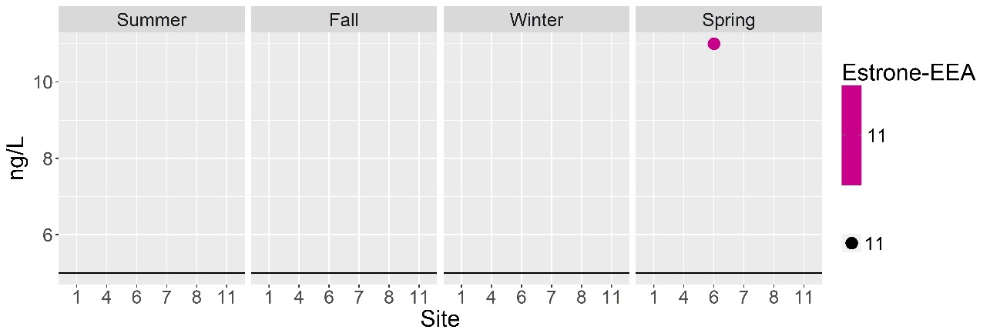 Summer Fall Winter Spring
ng/L
10
8
6
1 4 6 7 8 11 1 4 6 7 8 11 1 4 6 7 8 11 1 4 6 7 8 11
Site
Estrone-EEA
11
11